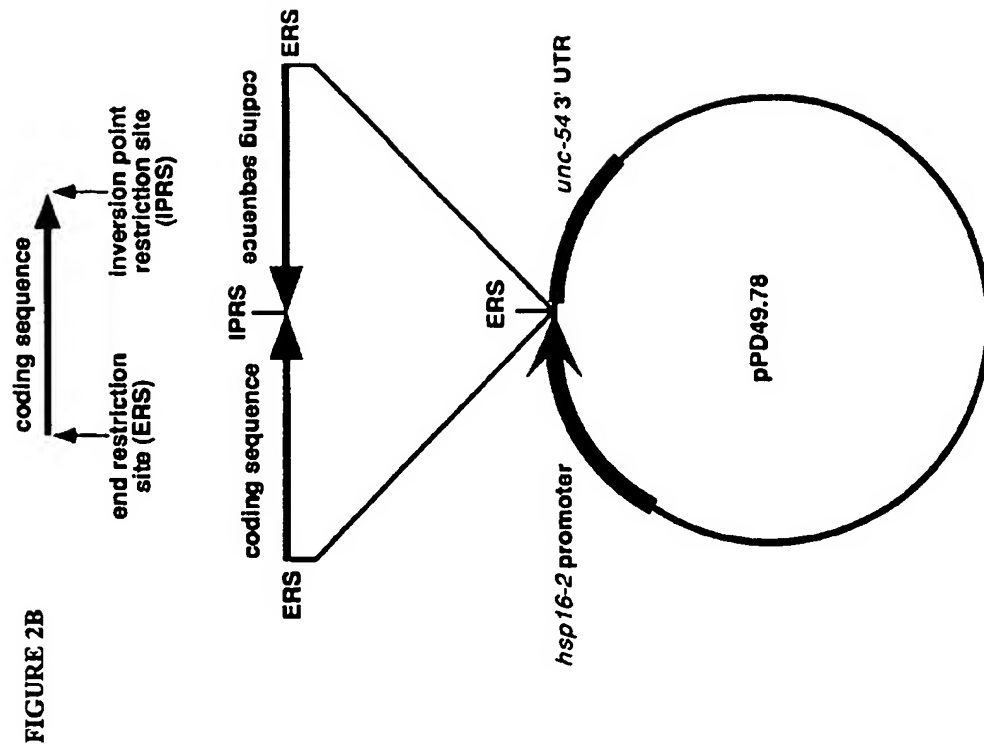 FIGURE 2B
coding sequence
end restriction
site (ERS)
inversion point
restriction site
(IPRS)
IPRS
coding sequence
coding sequence
ERS
ERS
ERS
hsp16-2 promoter
unc-54 3' UTR
pPD49.78